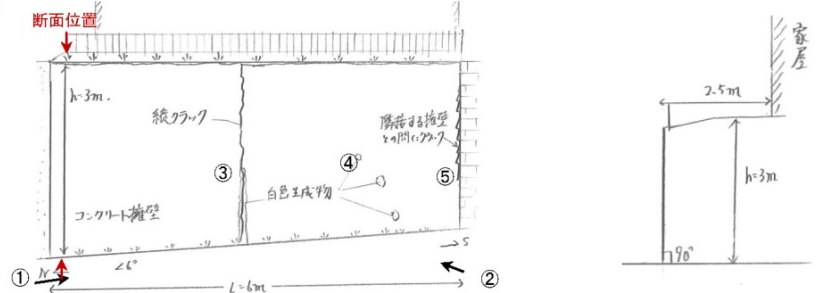 断面位置
h=3m.
縦クラック
隣接する擁壁
との間にクラック
③
④
⑤
白色生成物
コンクリート擁壁
N
S
∠6°
①
②
L=6m
家屋
2.5m
h=3m
90°